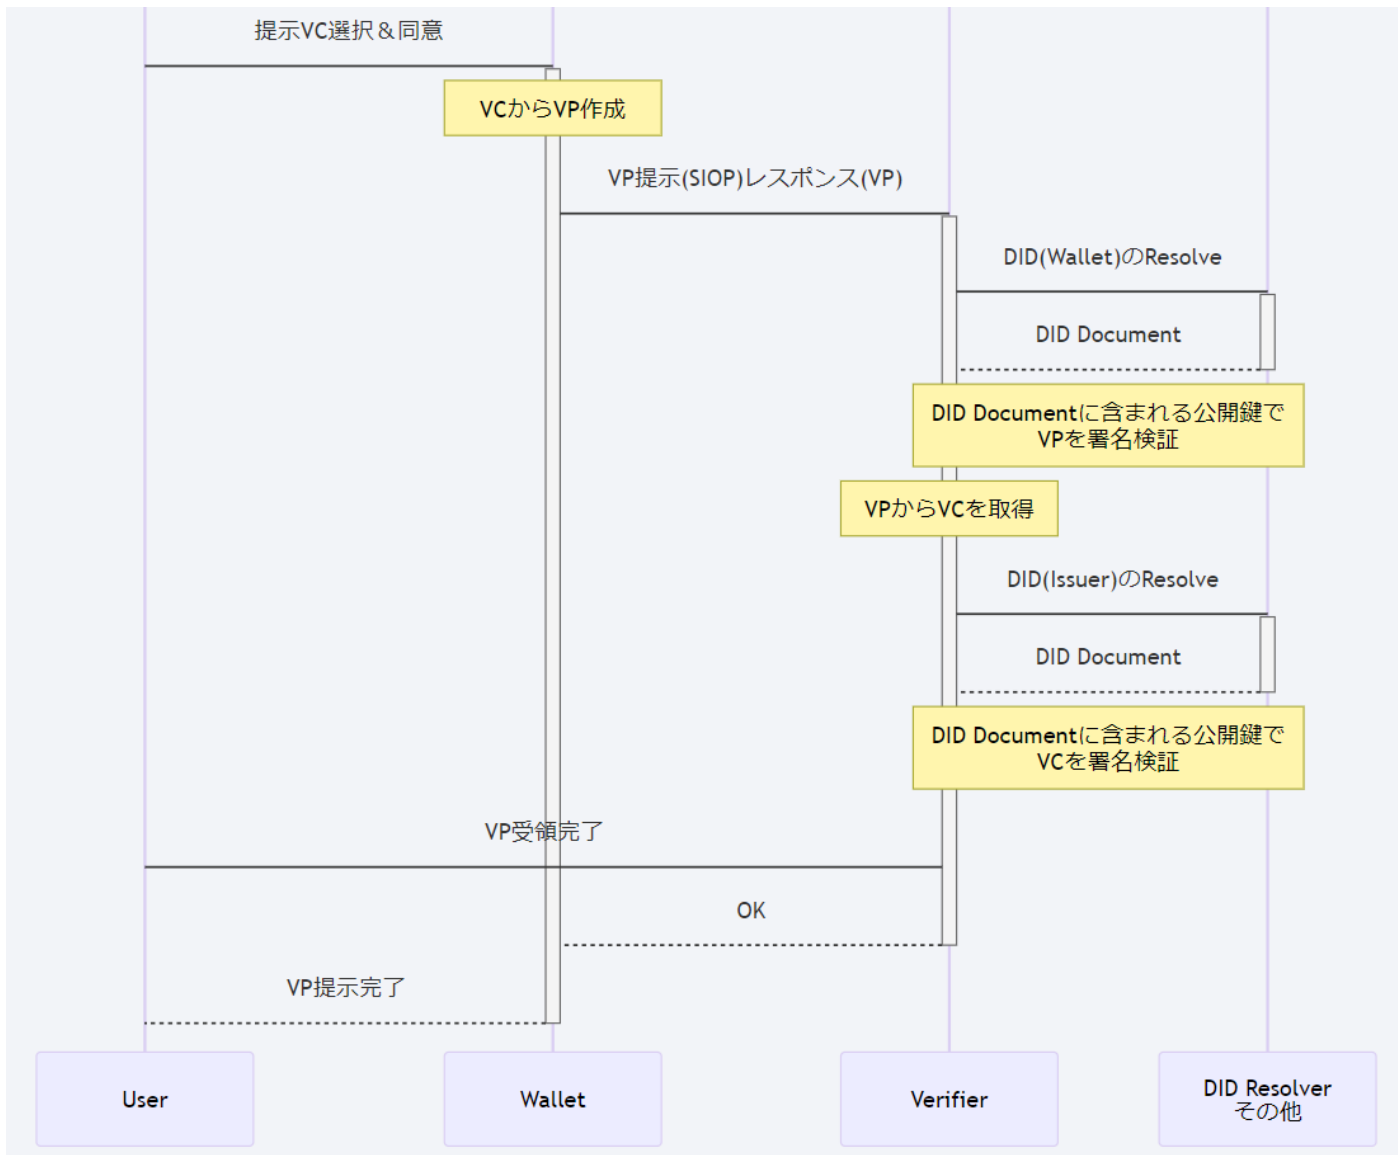 提示VC選択＆同意
VCからVP作成
VP提示(SIOP)レスポンス(VP)
DID(Wallet)のResolve
DID Document
DID Documentに含まれる公開鍵で
VPを署名検証
VPからVCを取得
DID(Issuer)のResolve
DID Document
DID Documentに含まれる公開鍵で
VCを署名検証
VP受領完了
OK
VP提示完了
User
Wallet
Verifier
DID Resolver
その他